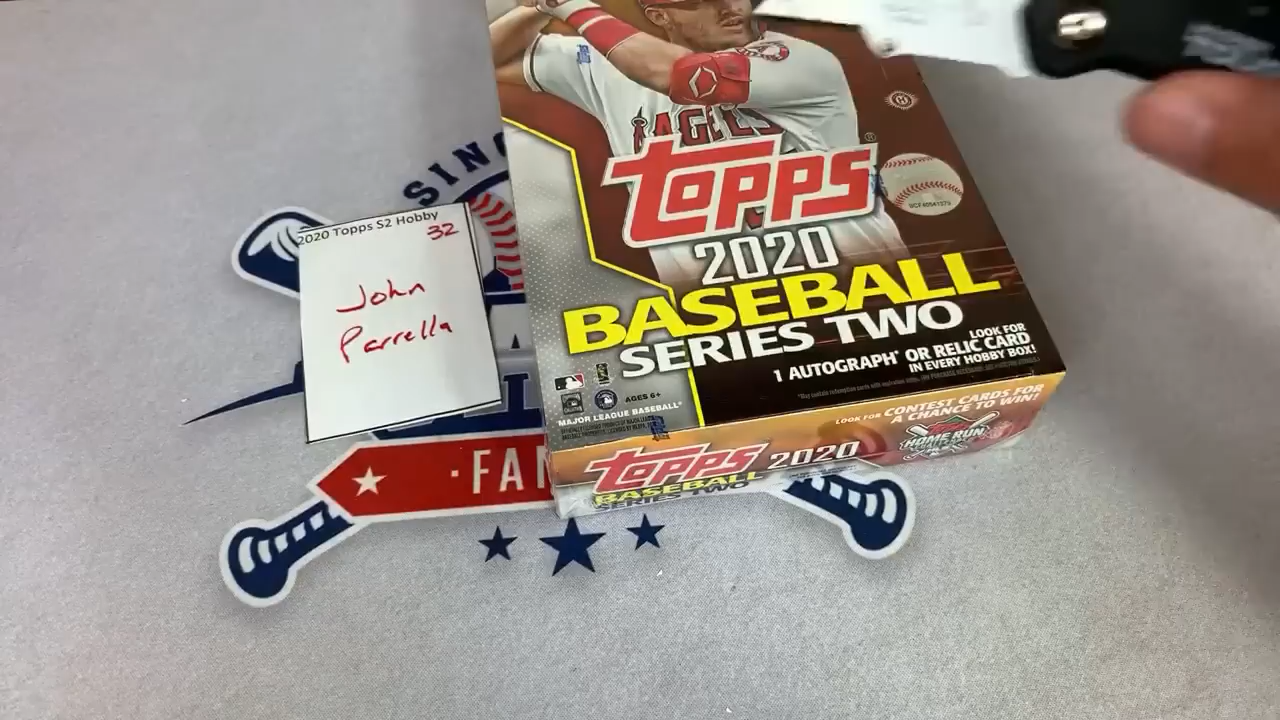 SINC
2020 Topps S2 Hobby
32
John
Parrella
ANGELS
TOPPS®
2020
BASEBALL
SERIES TWO
LOOK FOR
1 AUTOGRAPH* OR RELIC CARD
IN EVERY HOBBY BOX!
AGES 6+
MAJOR LEAGUE BASEBALL®
LOOK FOR CONTEST CARDS FOR
A CHANCE TO WIN!
TOPPS 2020
BASEBALL
SERIES TWO
HOME RUN
·FAN